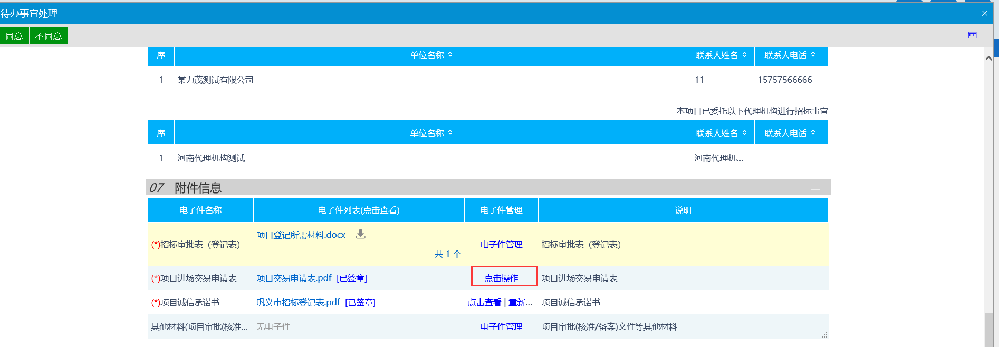 待办事宜处理
同意 不同意
序 单位名称 联系人姓名 联系人电话
1 某力茂测试有限公司 11 15757566666
本项目已委托以下代理机构进行招标事宜
序 单位名称 联系人姓名 联系人电话
1 河南代理机构测试 河南代理机...
07 附件信息
电子件名称 电子件列表(点击查看) 电子件管理 说明
(*)招标审批表（登记表） 项目登记所需材料.docx 电子件管理 招标审批表（登记表）
共 1 个
(*)项目进场交易申请表 项目交易申请表.pdf [已签章] 点击操作 项目进场交易申请表
(*)项目诚信承诺书 巩义市招标登记表.pdf [已签章] 点击查看 | 重新... 项目诚信承诺书
其他材料(项目审批(核准... 无电子件 电子件管理 项目审批(核准/备案)文件等其他材料